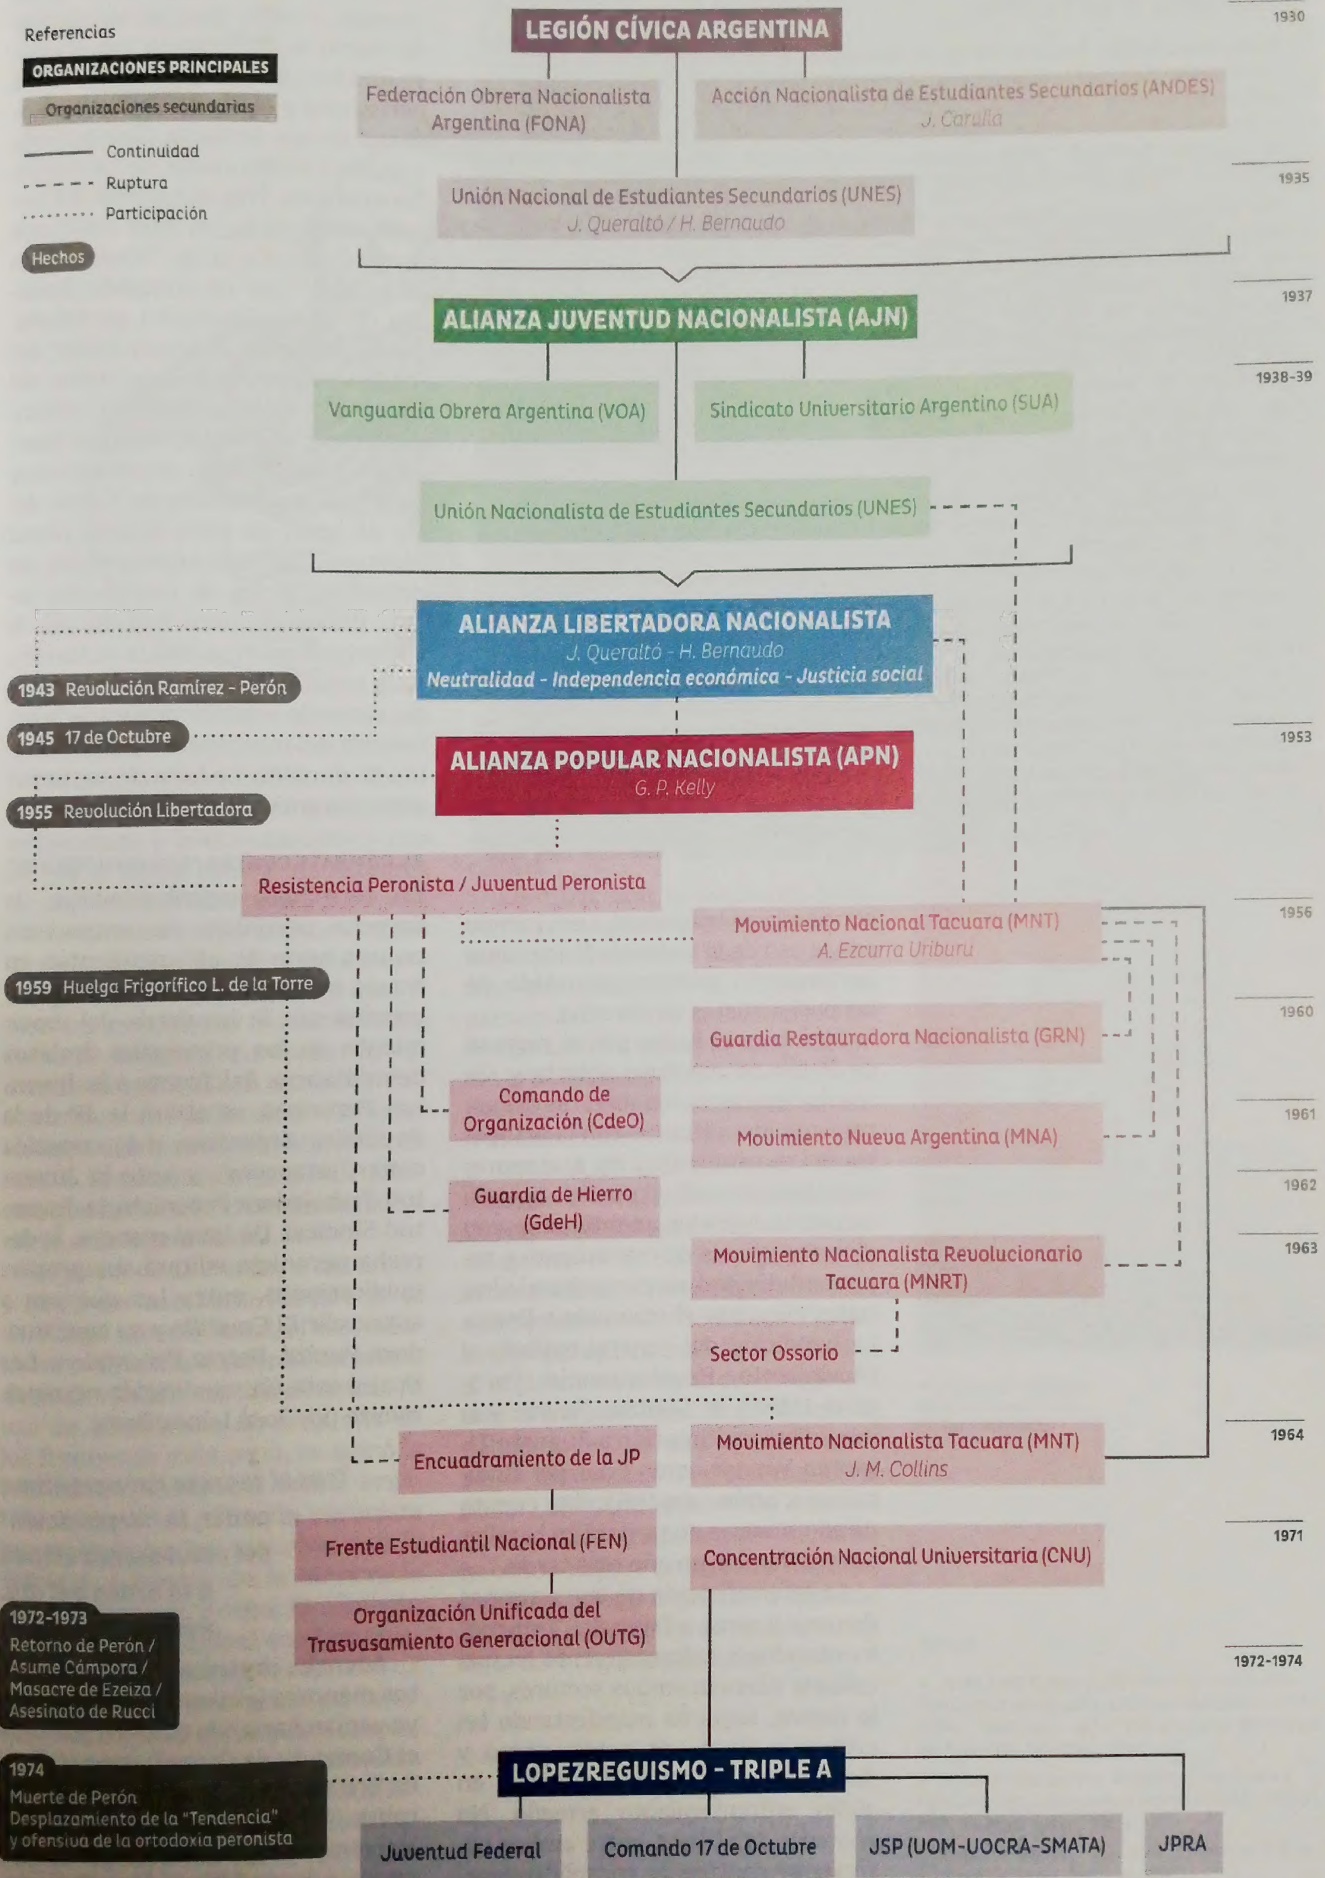 Referencias
ORGANIZACIONES PRINCIPALES
Organizaciones secundarias
Continuidad
Ruptura
Participación
Hechos
LEGIÓN CÍVICA ARGENTINA
1930
Federación Obrera Nacionalista
Argentina (FONA)
Acción Nacionalista de Estudiantes Secundarios (ANDES)
J. Carulla
Unión Nacional de Estudiantes Secundarios (UNES)
J. Queraltó / H. Bernaudo
1935
ALIANZA JUVENTUD NACIONALISTA (AJN)
1937
Vanguardia Obrera Argentina (VOA)
Sindicato Universitario Argentino (SUA)
1938-39
Unión Nacionalista de Estudiantes Secundarios (UNES)
ALIANZA LIBERTADORA NACIONALISTA
J. Queraltó - H. Bernaudo
Neutralidad - Independencia económica - Justicia social
1943 Revolución Ramírez - Perón
1945 17 de Octubre
ALIANZA POPULAR NACIONALISTA (APN)
G. P. Kelly
1953
1955 Revolución Libertadora
Resistencia Peronista / Juventud Peronista
Movimiento Nacional Tacuara (MNT)
A. Ezcurra Uriburu
1956
1959 Huelga Frigorífico L. de la Torre
Guardia Restauradora Nacionalista (GRN)
1960
Comando de
Organización (CdeO)
Movimiento Nueva Argentina (MNA)
1961
Guardia de Hierro
(GdeH)
1962
Movimiento Nacionalista Revolucionario
Tacuara (MNRT)
1963
Sector Ossorio
Encuadramiento de la JP
Movimiento Nacionalista Tacuara (MNT)
J. M. Collins
1964
Frente Estudiantil Nacional (FEN)
Concentración Nacional Universitaria (CNU)
1971
Organización Unificada del
Trasvasamiento Generacional (OUTG)
1972-1973
Retorno de Perón /
Asume Cámpora /
Masacre de Ezeiza /
Asesinato de Rucci
1972-1974
LOPEZREGUISMO - TRIPLE A
1974
Muerte de Perón
Desplazamiento de la "Tendencia"
y ofensiva de la ortodoxia peronista
Juventud Federal
Comando 17 de Octubre
JSP (UOM-UOCRA-SMATA)
JPRA